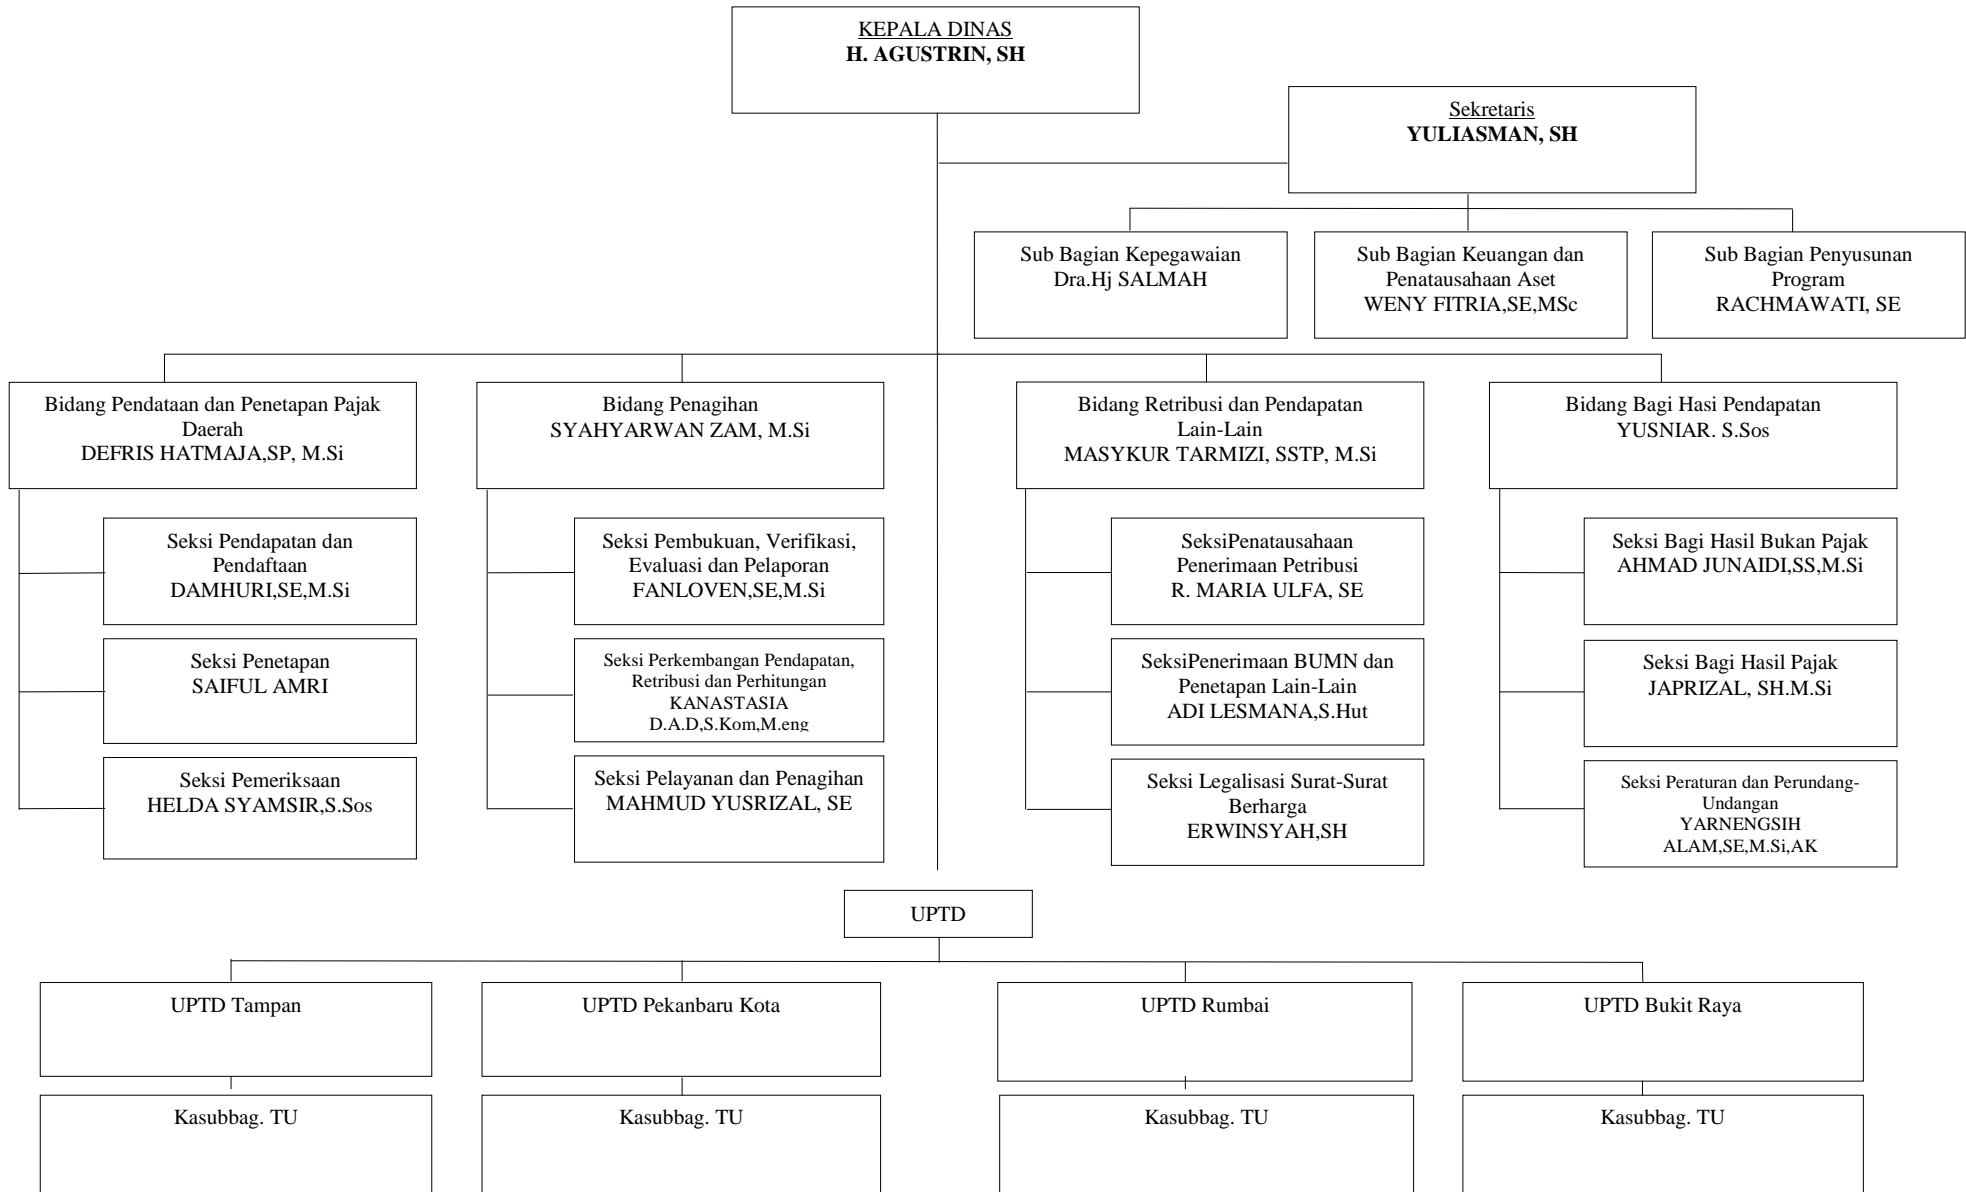 KEPALA DINAS
H. AGUSTRIN, SH
Sekretaris
YULIASMAN, SH
Sub Bagian Kepegawaian
Dra.Hj SALMAH
Sub Bagian Keuangan dan
Penatausahaan Aset
WENY FITRIA,SE,MSc
Sub Bagian Penyusunan
Program
RACHMAWATI, SE
Bidang Pendataan dan Penetapan Pajak
Daerah
DEFRIS HATMAJA,SP, M.Si
Bidang Penagihan
SYAHYARWAN ZAM, M.Si
Bidang Retribusi dan Pendapatan
Lain-Lain
MASYKUR TARMIZI, SSTP, M.Si
Bidang Bagi Hasi Pendapatan
YUSNIAR. S.Sos
Seksi Pendapatan dan
Pendaftaan
DAMHURI,SE,M.Si
Seksi Penetapan
SAIFUL AMRI
Seksi Pemeriksaan
HELDA SYAMSIR,S.Sos
Seksi Pembukuan, Verifikasi,
Evaluasi dan Pelaporan
FANLOVEN,SE,M.Si
Seksi Perkembangan Pendapatan,
Retribusi dan Perhitungan
KANASTASIA
D.A.D,S.Kom,M.eng
Seksi Pelayanan dan Penagihan
MAHMUD YUSRIZAL, SE
SeksiPenatausahaan
Penerimaan Petribusi
R. MARIA ULFA, SE
SeksiPenerimaan BUMN dan
Penetapan Lain-Lain
ADI LESMANA,S.Hut
Seksi Legalisasi Surat-Surat
Berharga
ERWINSYAH,SH
Seksi Bagi Hasil Bukan Pajak
AHMAD JUNAIDI,SS,M.Si
Seksi Bagi Hasil Pajak
JAPRIZAL, SH.M.Si
Seksi Peraturan dan Perundang-
Undangan
YARNENGSIH
ALAM,SE,M.Si,AK
UPTD
UPTD Tampan
UPTD Pekanbaru Kota
UPTD Rumbai
UPTD Bukit Raya
Kasubbag. TU
Kasubbag. TU
Kasubbag. TU
Kasubbag. TU